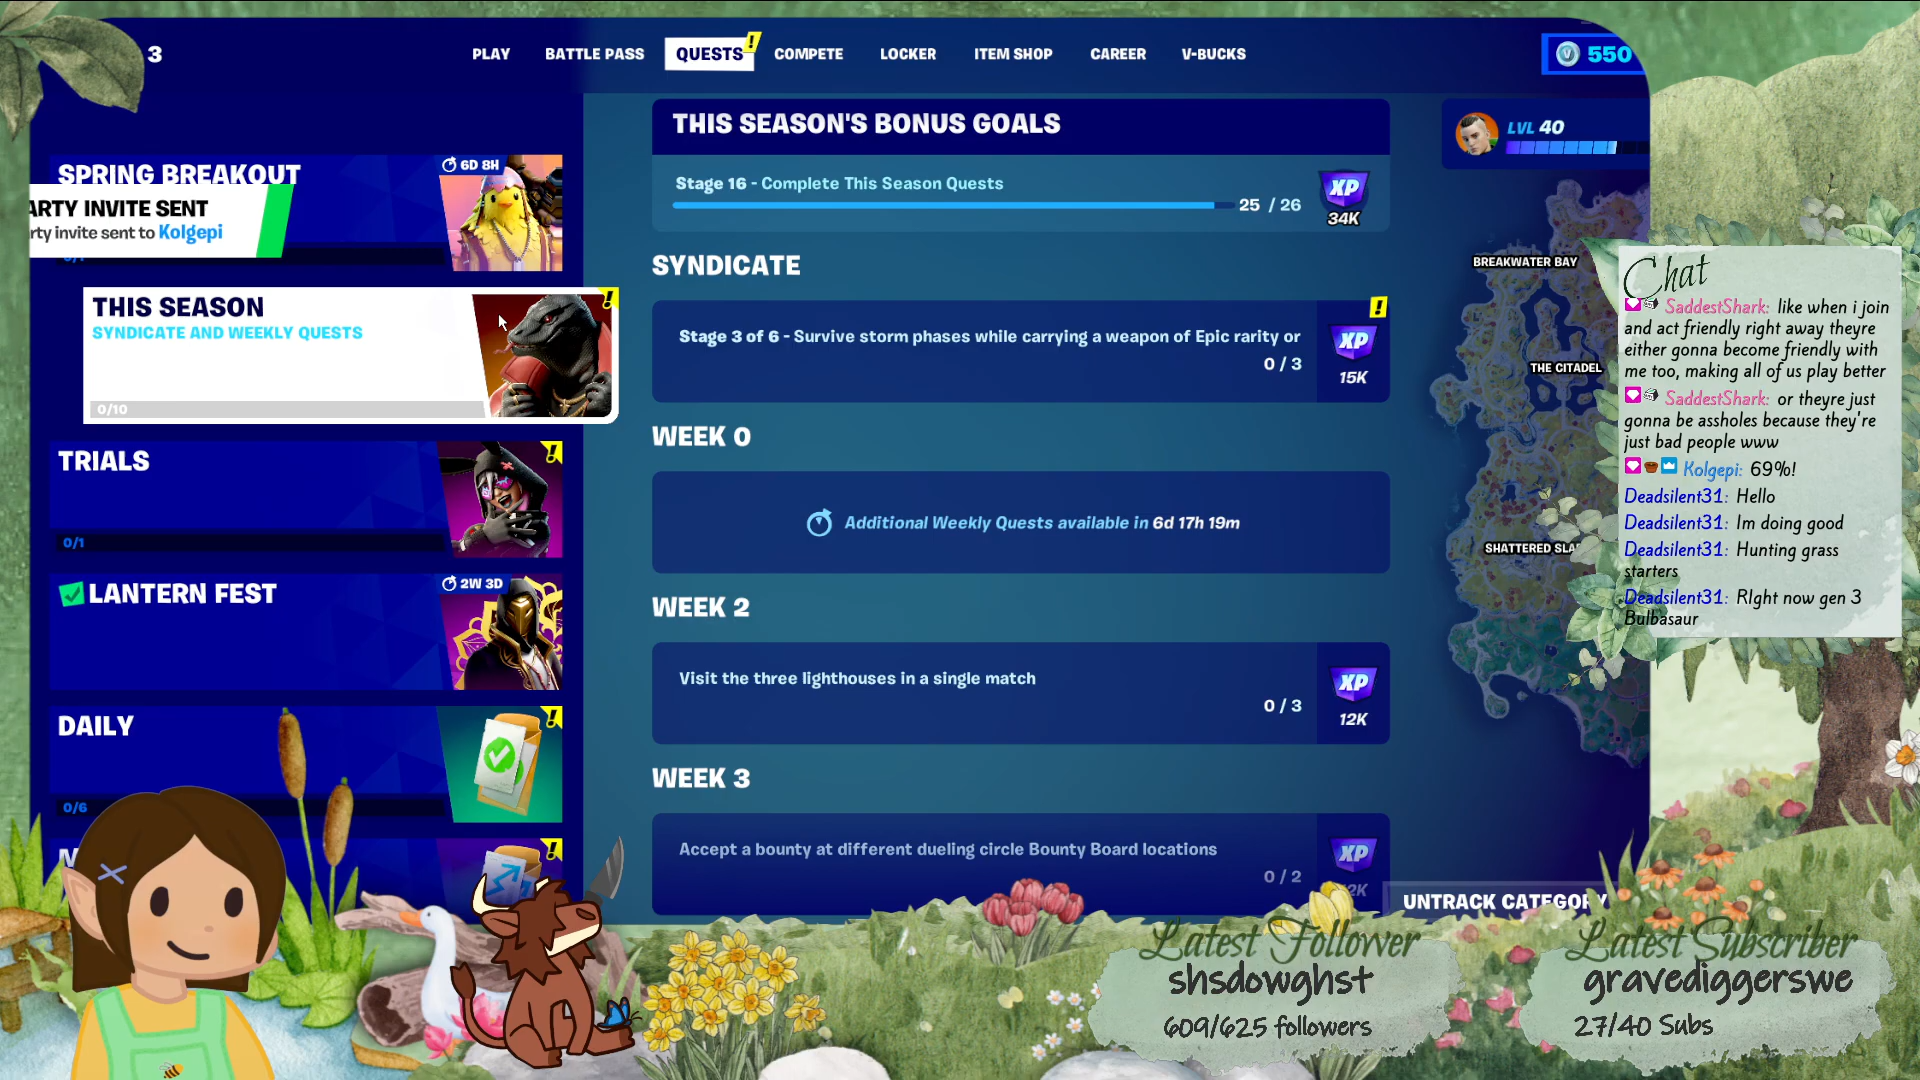 3
PLAY
BATTLE PASS
QUESTS
COMPETE
LOCKER
ITEM SHOP
CAREER
V-BUCKS
550
LVL 40
SPRING BREAKOUT
6D 8H
ARTY INVITE SENT
rty invite sent to Kolgepi
THIS SEASON
SYNDICATE AND WEEKLY QUESTS
0/10
TRIALS
0/1
LANTERN FEST
2W 3D
DAILY
0/6
THIS SEASON'S BONUS GOALS
Stage 16 - Complete This Season Quests
25 / 26
XP
34K
SYNDICATE
Stage 3 of 6 - Survive storm phases while carrying a weapon of Epic rarity or
0 / 3
XP
15K
WEEK 0
Additional Weekly Quests available in 6d 17h 19m
WEEK 2
Visit the three lighthouses in a single match
0 / 3
XP
12K
WEEK 3
Accept a bounty at different dueling circle Bounty Board locations
0 / 2
XP
UNTRACK CATEGORY
BREAKWATER BAY
THE CITADEL
SHATTERED SLA
Chat
SaddestShark: like when i join
and act friendly right away theyre
either gonna become friendly with
me too, making all of us play better
SaddestShark: or theyre just
gonna be assholes because they're
just bad people www
Kolgepi: 69%!
Deadsilent31: Hello
Deadsilent31: Im doing good
Deadsilent31: Hunting grass
starters
Deadsilent31: RIght now gen 3
Bulbasaur
Latest Follower
shsdowghst
609/625 followers
Latest Subscriber
gravediggerswe
27/40 Subs